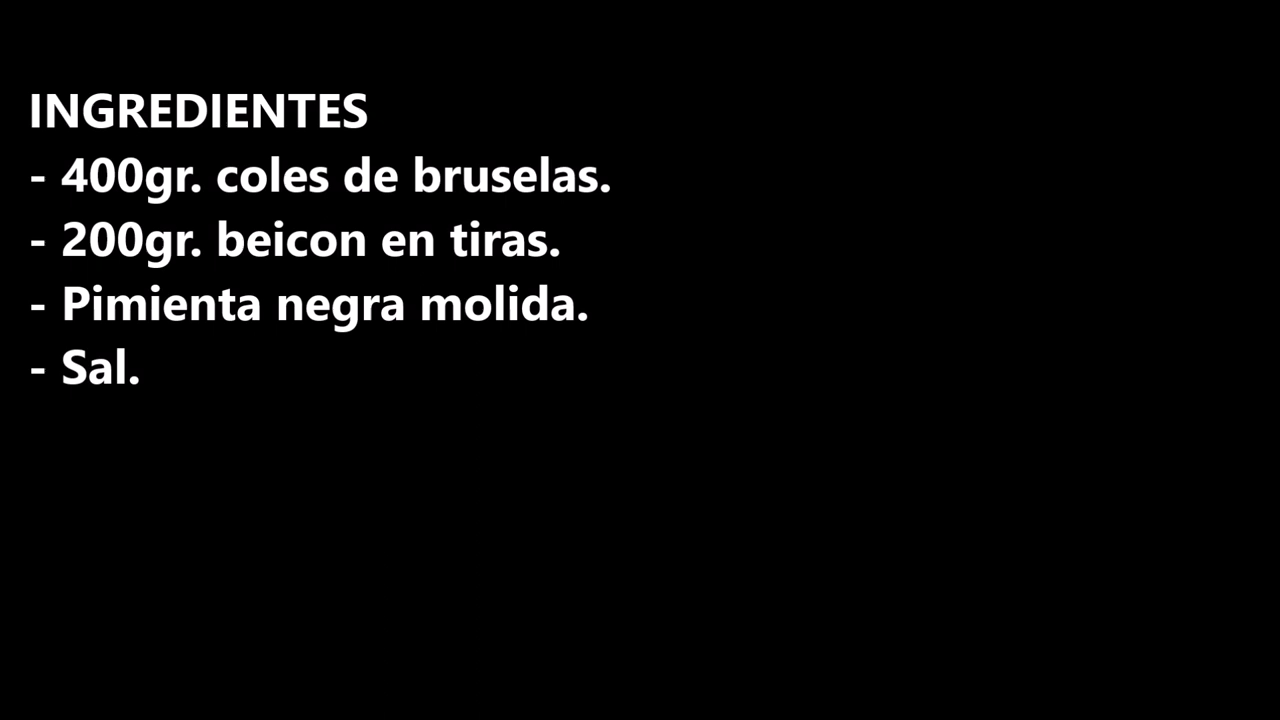 INGREDIENTES
- 400gr. coles de bruselas.
- 200gr. beicon en tiras.
- Pimienta negra molida.
- Sal.